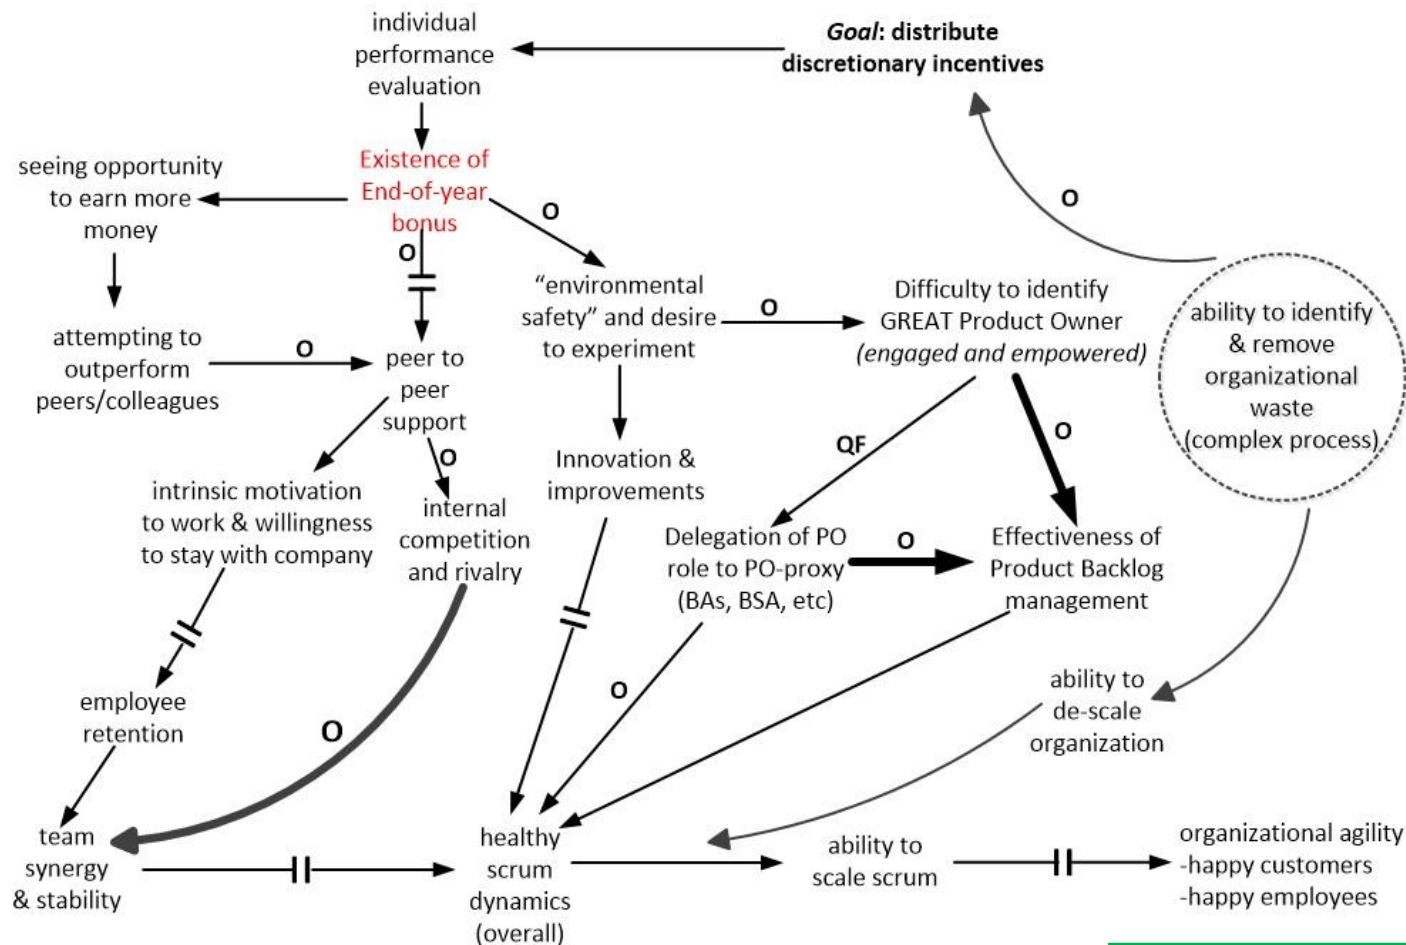 individual
performance
evaluation
Goal: distribute
discretionary incentives
Existence of
End-of-year
bonus
seeing opportunity
to earn more
money
O
O
O
"environmental
safety" and desire
to experiment
O
Difficulty to identify
GREAT Product Owner
(engaged and empowered)
ability to identify
& remove
organizational
waste
(complex process)
attempting to
outperform
peers/colleagues
O
peer to
peer
support
O
QF
O
Innovation &
improvements
intrinsic motivation
to work & willingness
to stay with company
internal
competition
and rivalry
Delegation of PO
role to PO-proxy
(BAs, BSA, etc)
O
Effectiveness of
Product Backlog
management
O
O
employee
retention
ability to
de-scale
organization
team
synergy
& stability
healthy
scrum
dynamics
(overall)
ability to
scale scrum
organizational agility
-happy customers
-happy employees